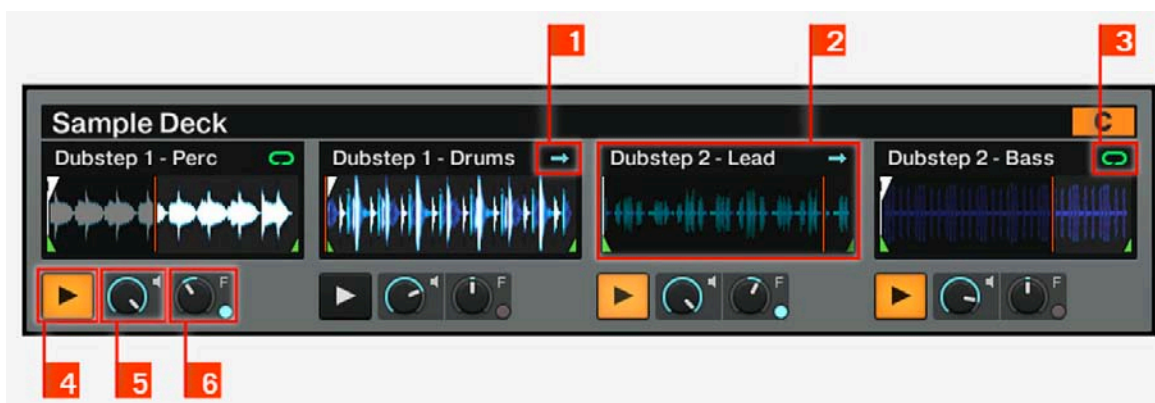 1 2 3
Sample Deck C
Dubstep 1 - Perc Dubstep 1 - Drums Dubstep 2 - Lead Dubstep 2 - Bass
F F F F
4 5 6